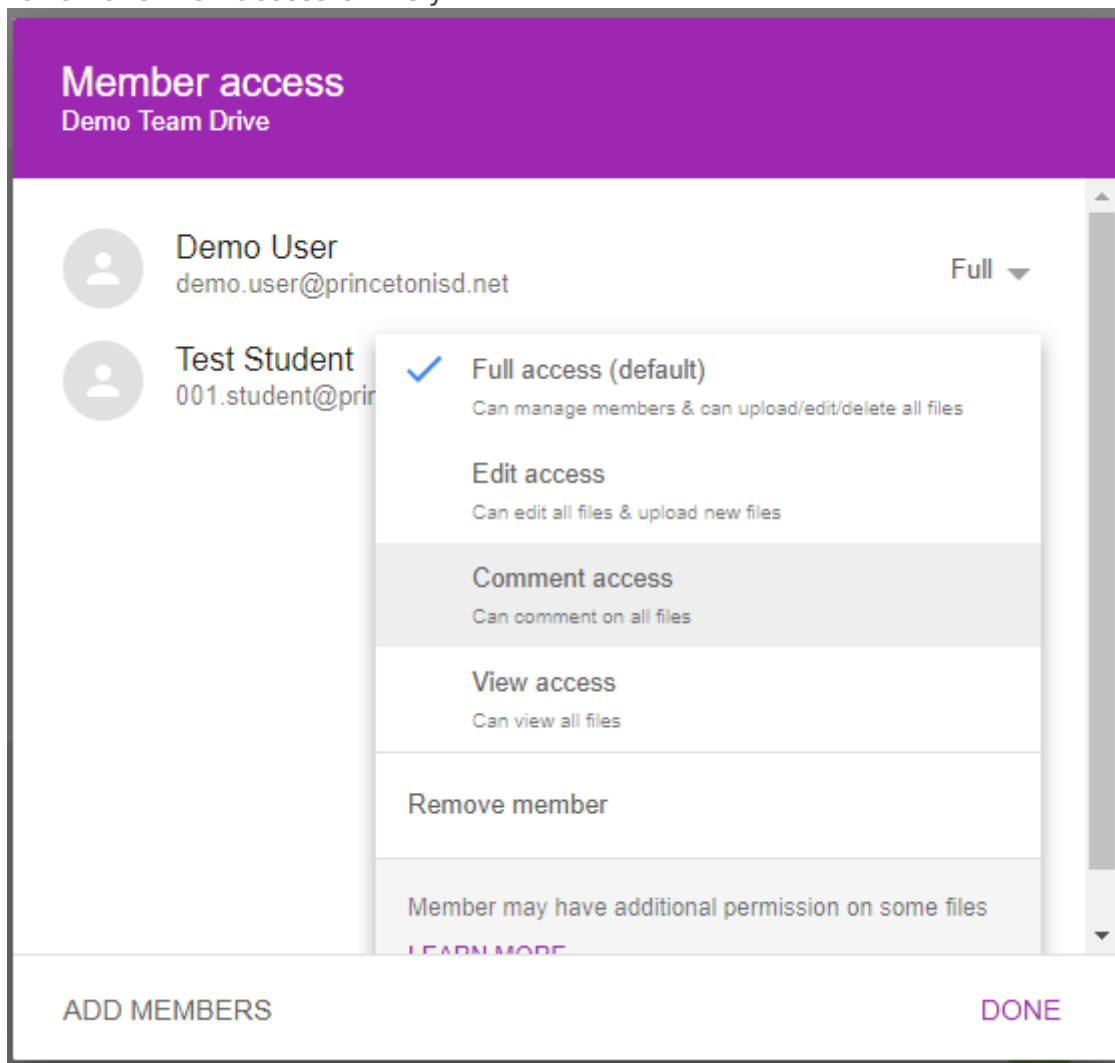 Member access
Demo Team Drive
Demo User
demo.user@princetonisd.net
Full
Test Student
001.student@prin
Full access (default)
Can manage members & can upload/edit/delete all files
Edit access
Can edit all files & upload new files
Comment access
Can comment on all files
View access
Can view all files
Remove member
Member may have additional permission on some files
LEARN MORE
ADD MEMBERS
DONE